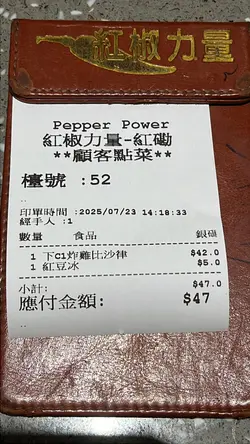 紅椒力量
Pepper Power
紅椒力量-紅磡
**顧客點菜**
檯號 :52
印單時間 :2025/07/23 14:18:33
經手人 :1
數量 食品 銀碼
1 下C1炸雞比沙律 $42.0
1 紅豆冰 $5.0
小計: $47.0
應付金額: $47
..